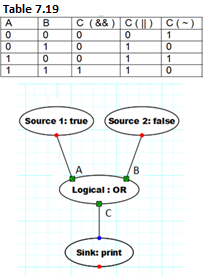 Table 7.19
A B C (&&) C (||) C (~)
0 0 0 0 1
0 1 0 1 0
1 0 0 1 1
1 1 1 1 0
Source 1: true Source 2: false
A B
Logical : OR
C
Sink: print